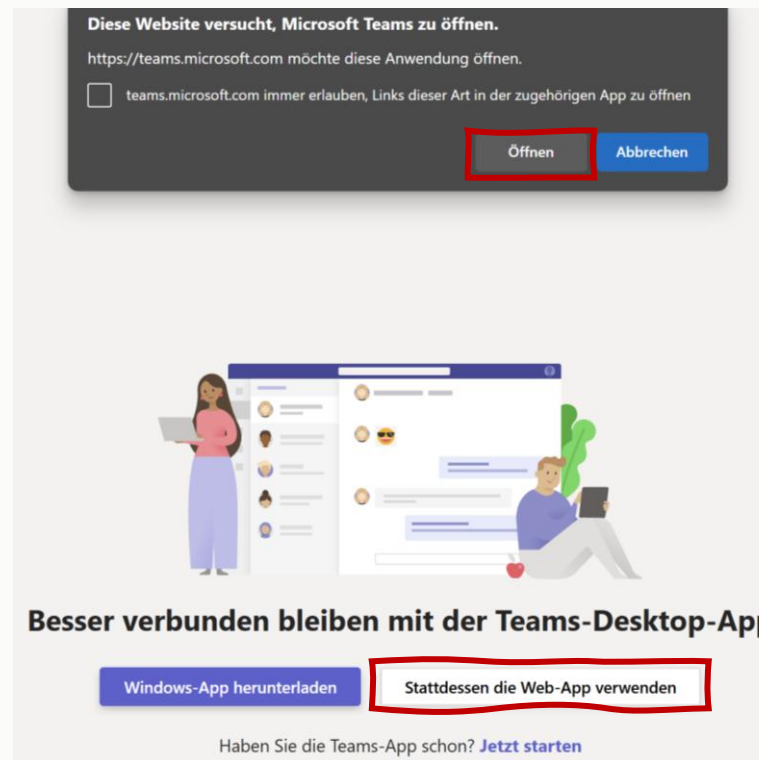 Diese Website versucht, Microsoft Teams zu öffnen.
https://teams.microsoft.com möchte diese Anwendung öffnen.
teams.microsoft.com immer erlauben, Links dieser Art in der zugehörigen App zu öffnen
Öffnen Abbrechen
Besser verbunden bleiben mit der Teams-Desktop-App
Windows-App herunterladen Stattdessen die Web-App verwenden
Haben Sie die Teams-App schon? Jetzt starten